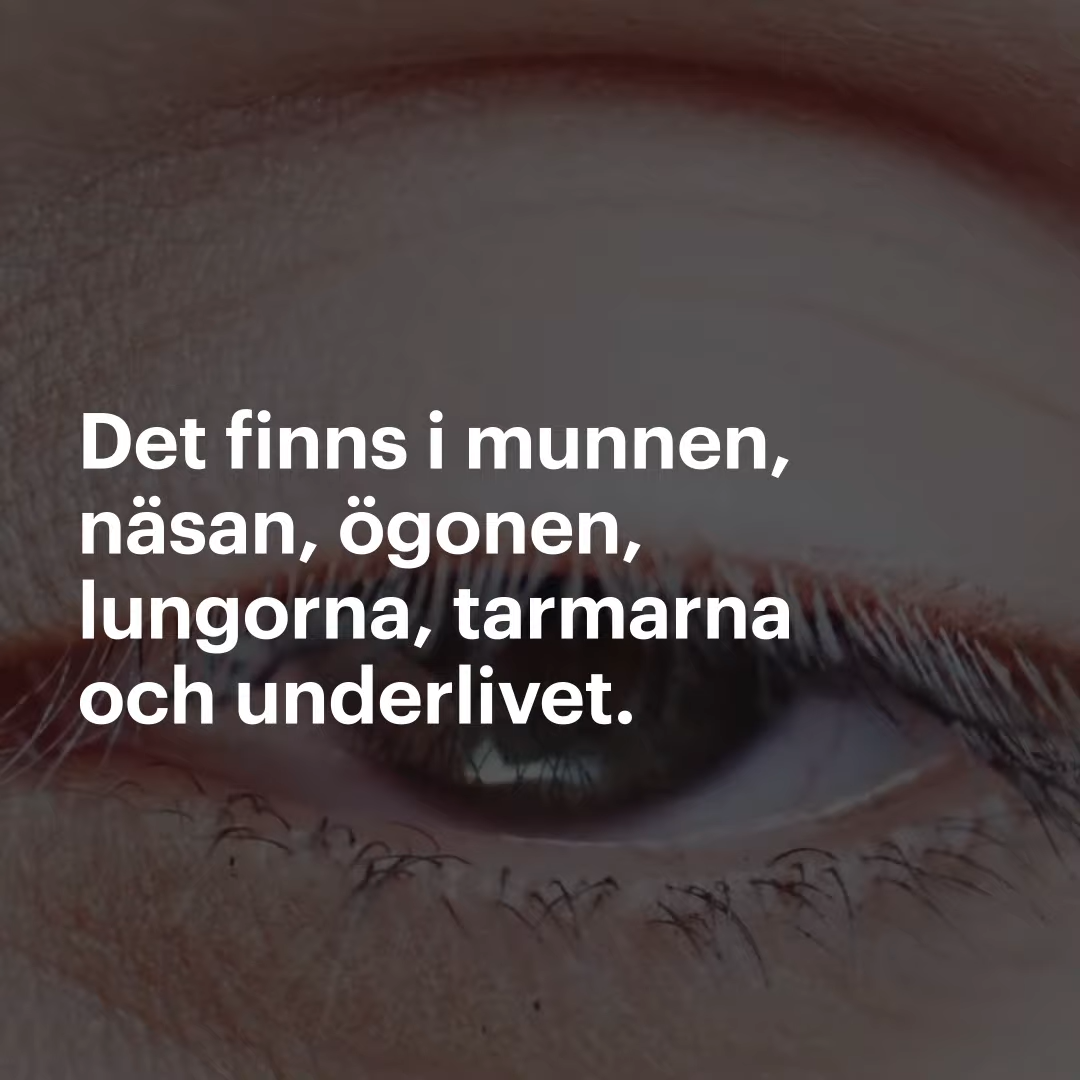 Det finns i munnen,
näsan, ögonen,
lungorna, tarmarna
och underlivet.